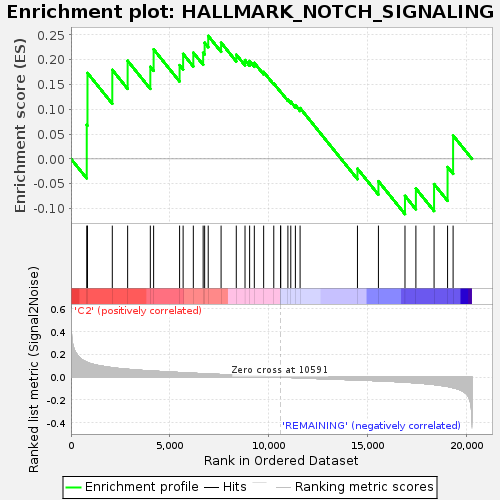 Enrichment plot: HALLMARK_NOTCH_SIGNALING
Enrichment score (ES)
0.25
0.20
0.15
0.10
0.05
0.00
-0.05
-0.10
'C2' (positively correlated)
Ranked list metric (Signal2Noise)
0.6
0.4
0.2
0.0
-0.2
-0.4
Zero cross at 10591
'REMAINING' (negatively correlated)
0
5,000
10,000
15,000
20,000
Rank in Ordered Dataset
Enrichment profile
Hits
Ranking metric scores